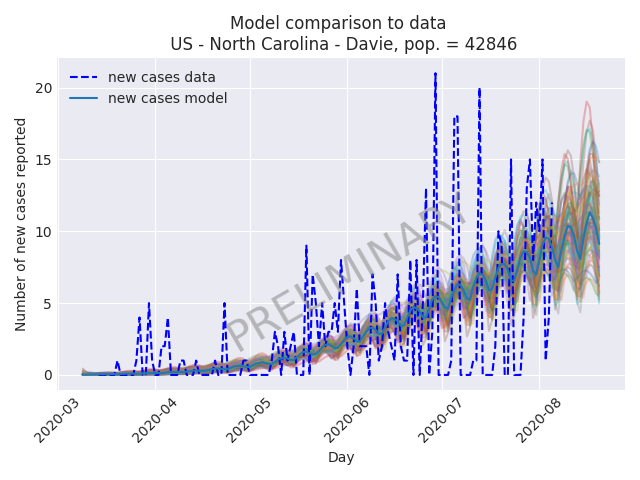 Model comparison to data
US - North Carolina - Davie, pop. = 42846
new cases data
new cases model
PRELIMINARY
Number of new cases reported
20
15
10
5
0
2020-03
2020-04
2020-05
2020-06
2020-07
2020-08
Day